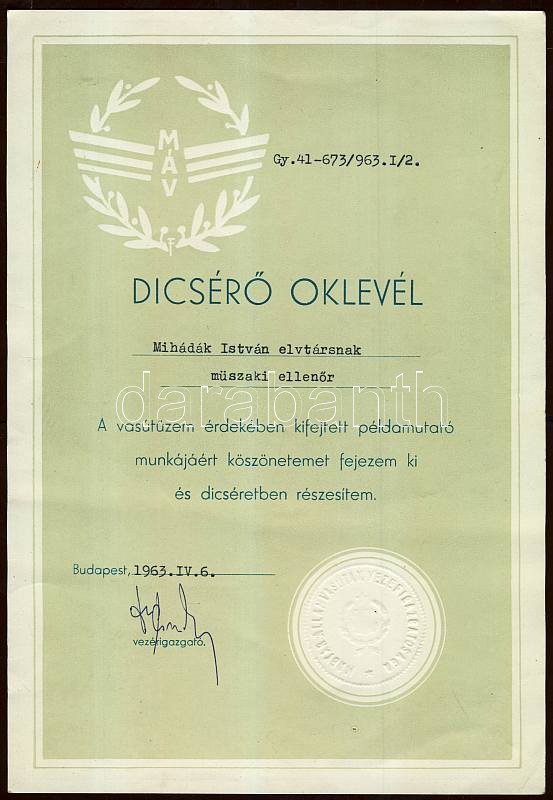 MÁV
Gy.41-673/963.I/2.
DICSÉRŐ OKLEVÉL
Mihádák István elvtársnak
müszaki ellenőr
darabanth
A vasútüzem érdekében kifejtett példamutató
munkájáért köszönetemet fejezem ki
és dicséretben részesítem.
Budapest, 1963.IV.6.
vezérigazgató.